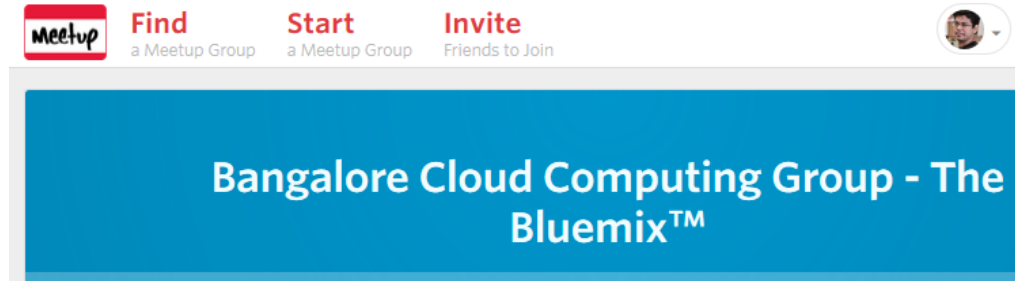 Meetup
Find Start Invite
a Meetup Group a Meetup Group Friends to Join
Bangalore Cloud Computing Group - The
Bluemix™